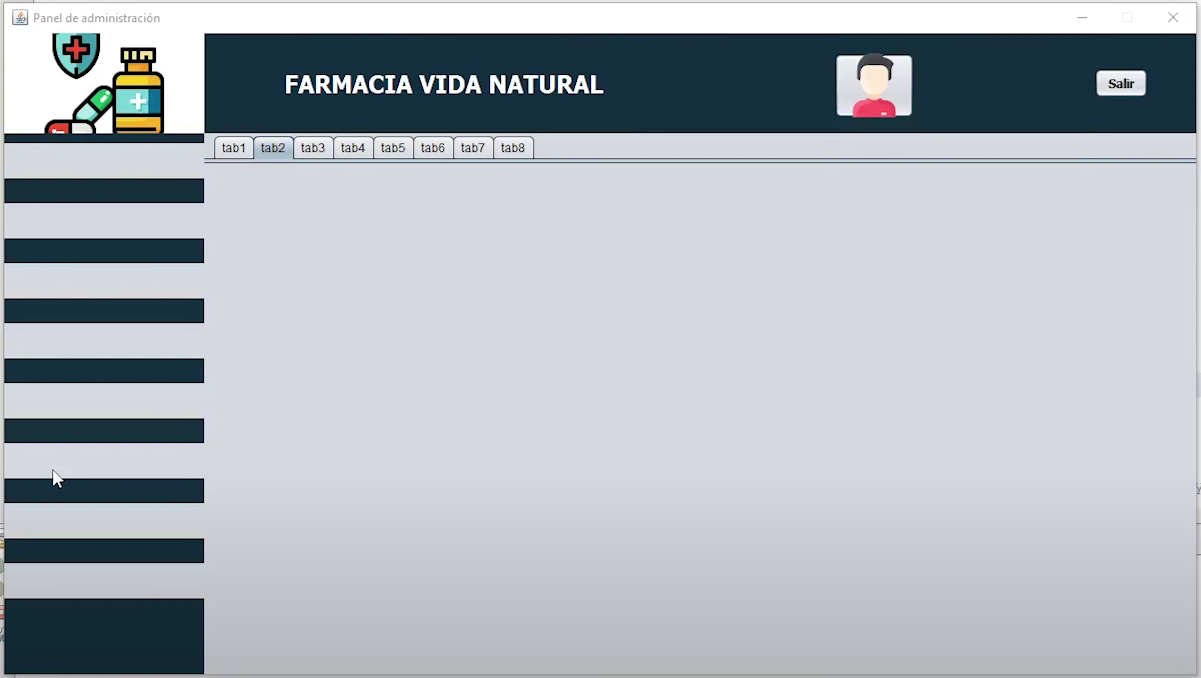 Panel de administración
FARMACIA VIDA NATURAL
Salir
tab1 tab2 tab3 tab4 tab5 tab6 tab7 tab8